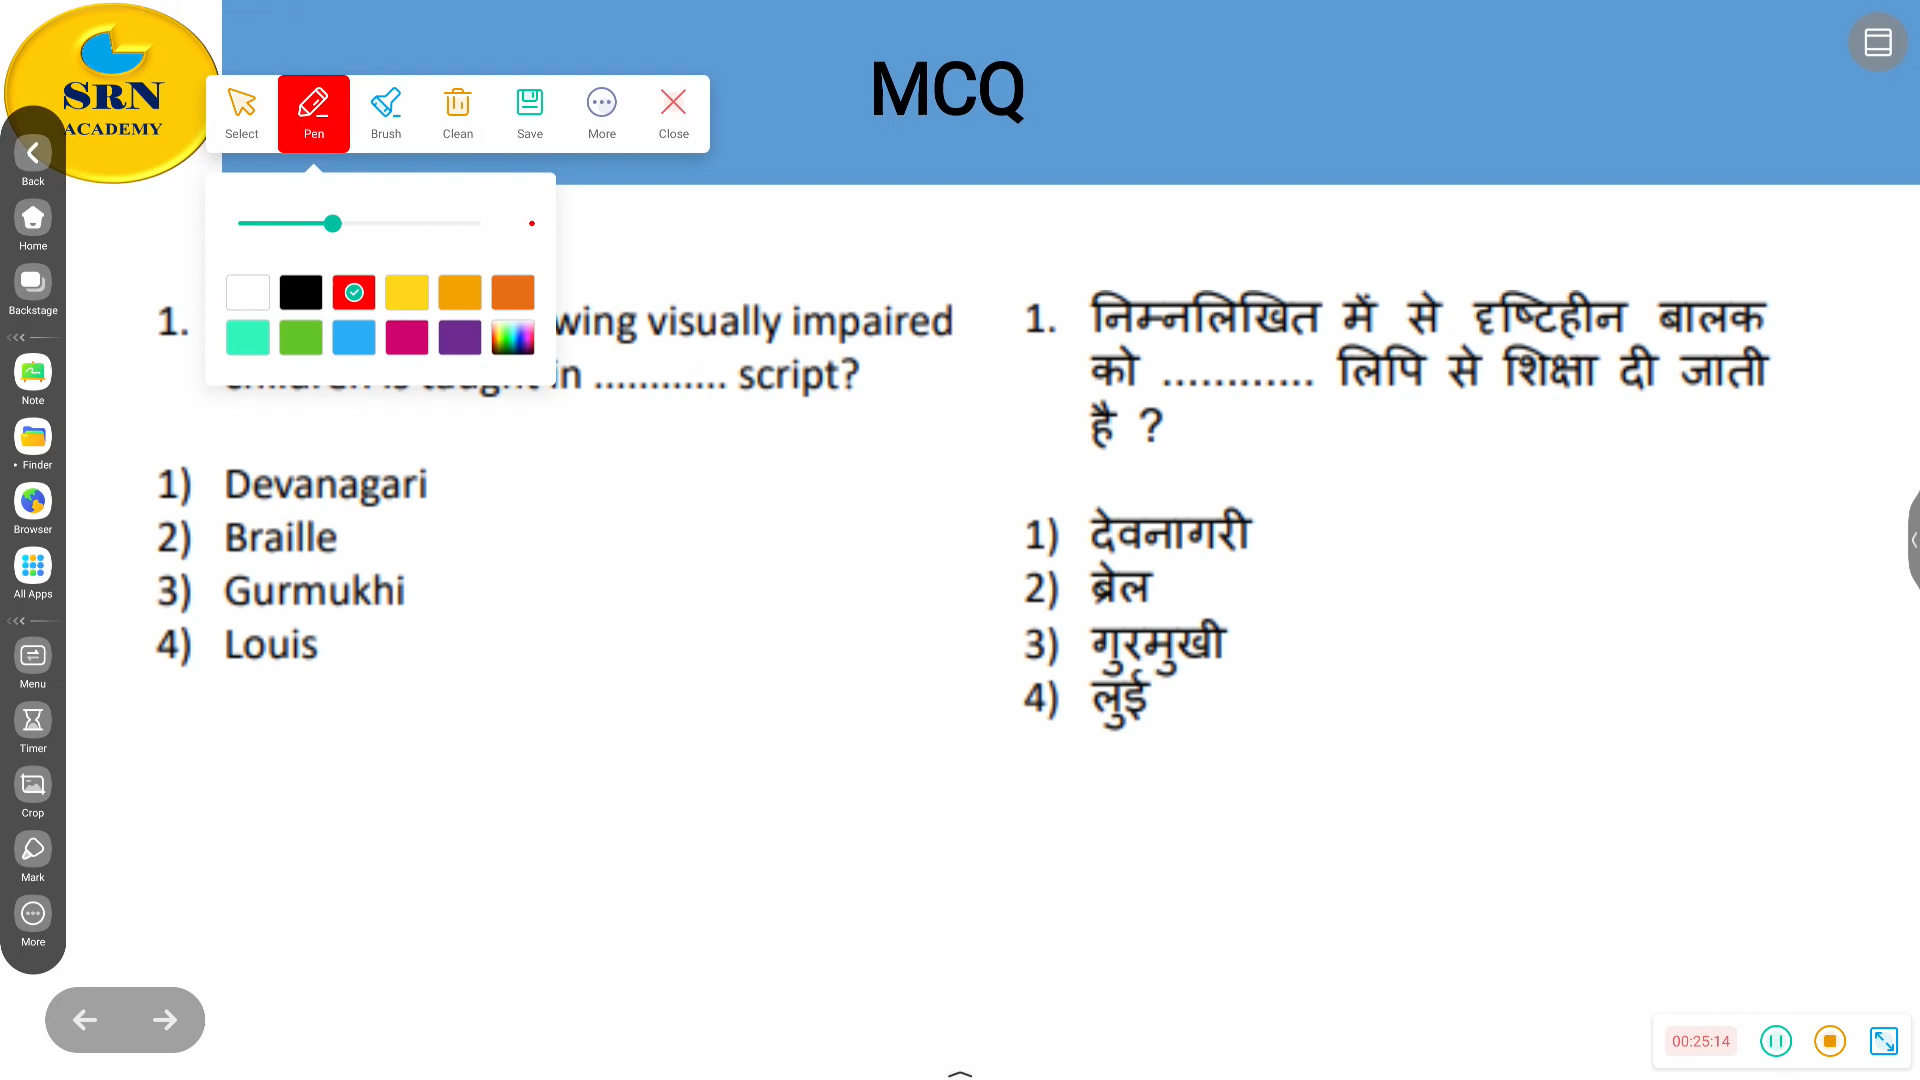 SRN
ACADEMY
MCQ
Select
Pen
Brush
Clean
Save
More
Close
Back
Home
Backstage
Note
• Finder
Browser
All Apps
Menu
Timer
Crop
Mark
More
1. wing visually impaired
in ............ script?
1) Devanagari
2) Braille
3) Gurmukhi
4) Louis
1. निम्नलिखित में से दृष्टिहीन बालक
को ............ लिपि से शिक्षा दी जाती
है ?
1) देवनागरी
2) ब्रेल
3) गुरमुखी
4) लुई
00:25:14